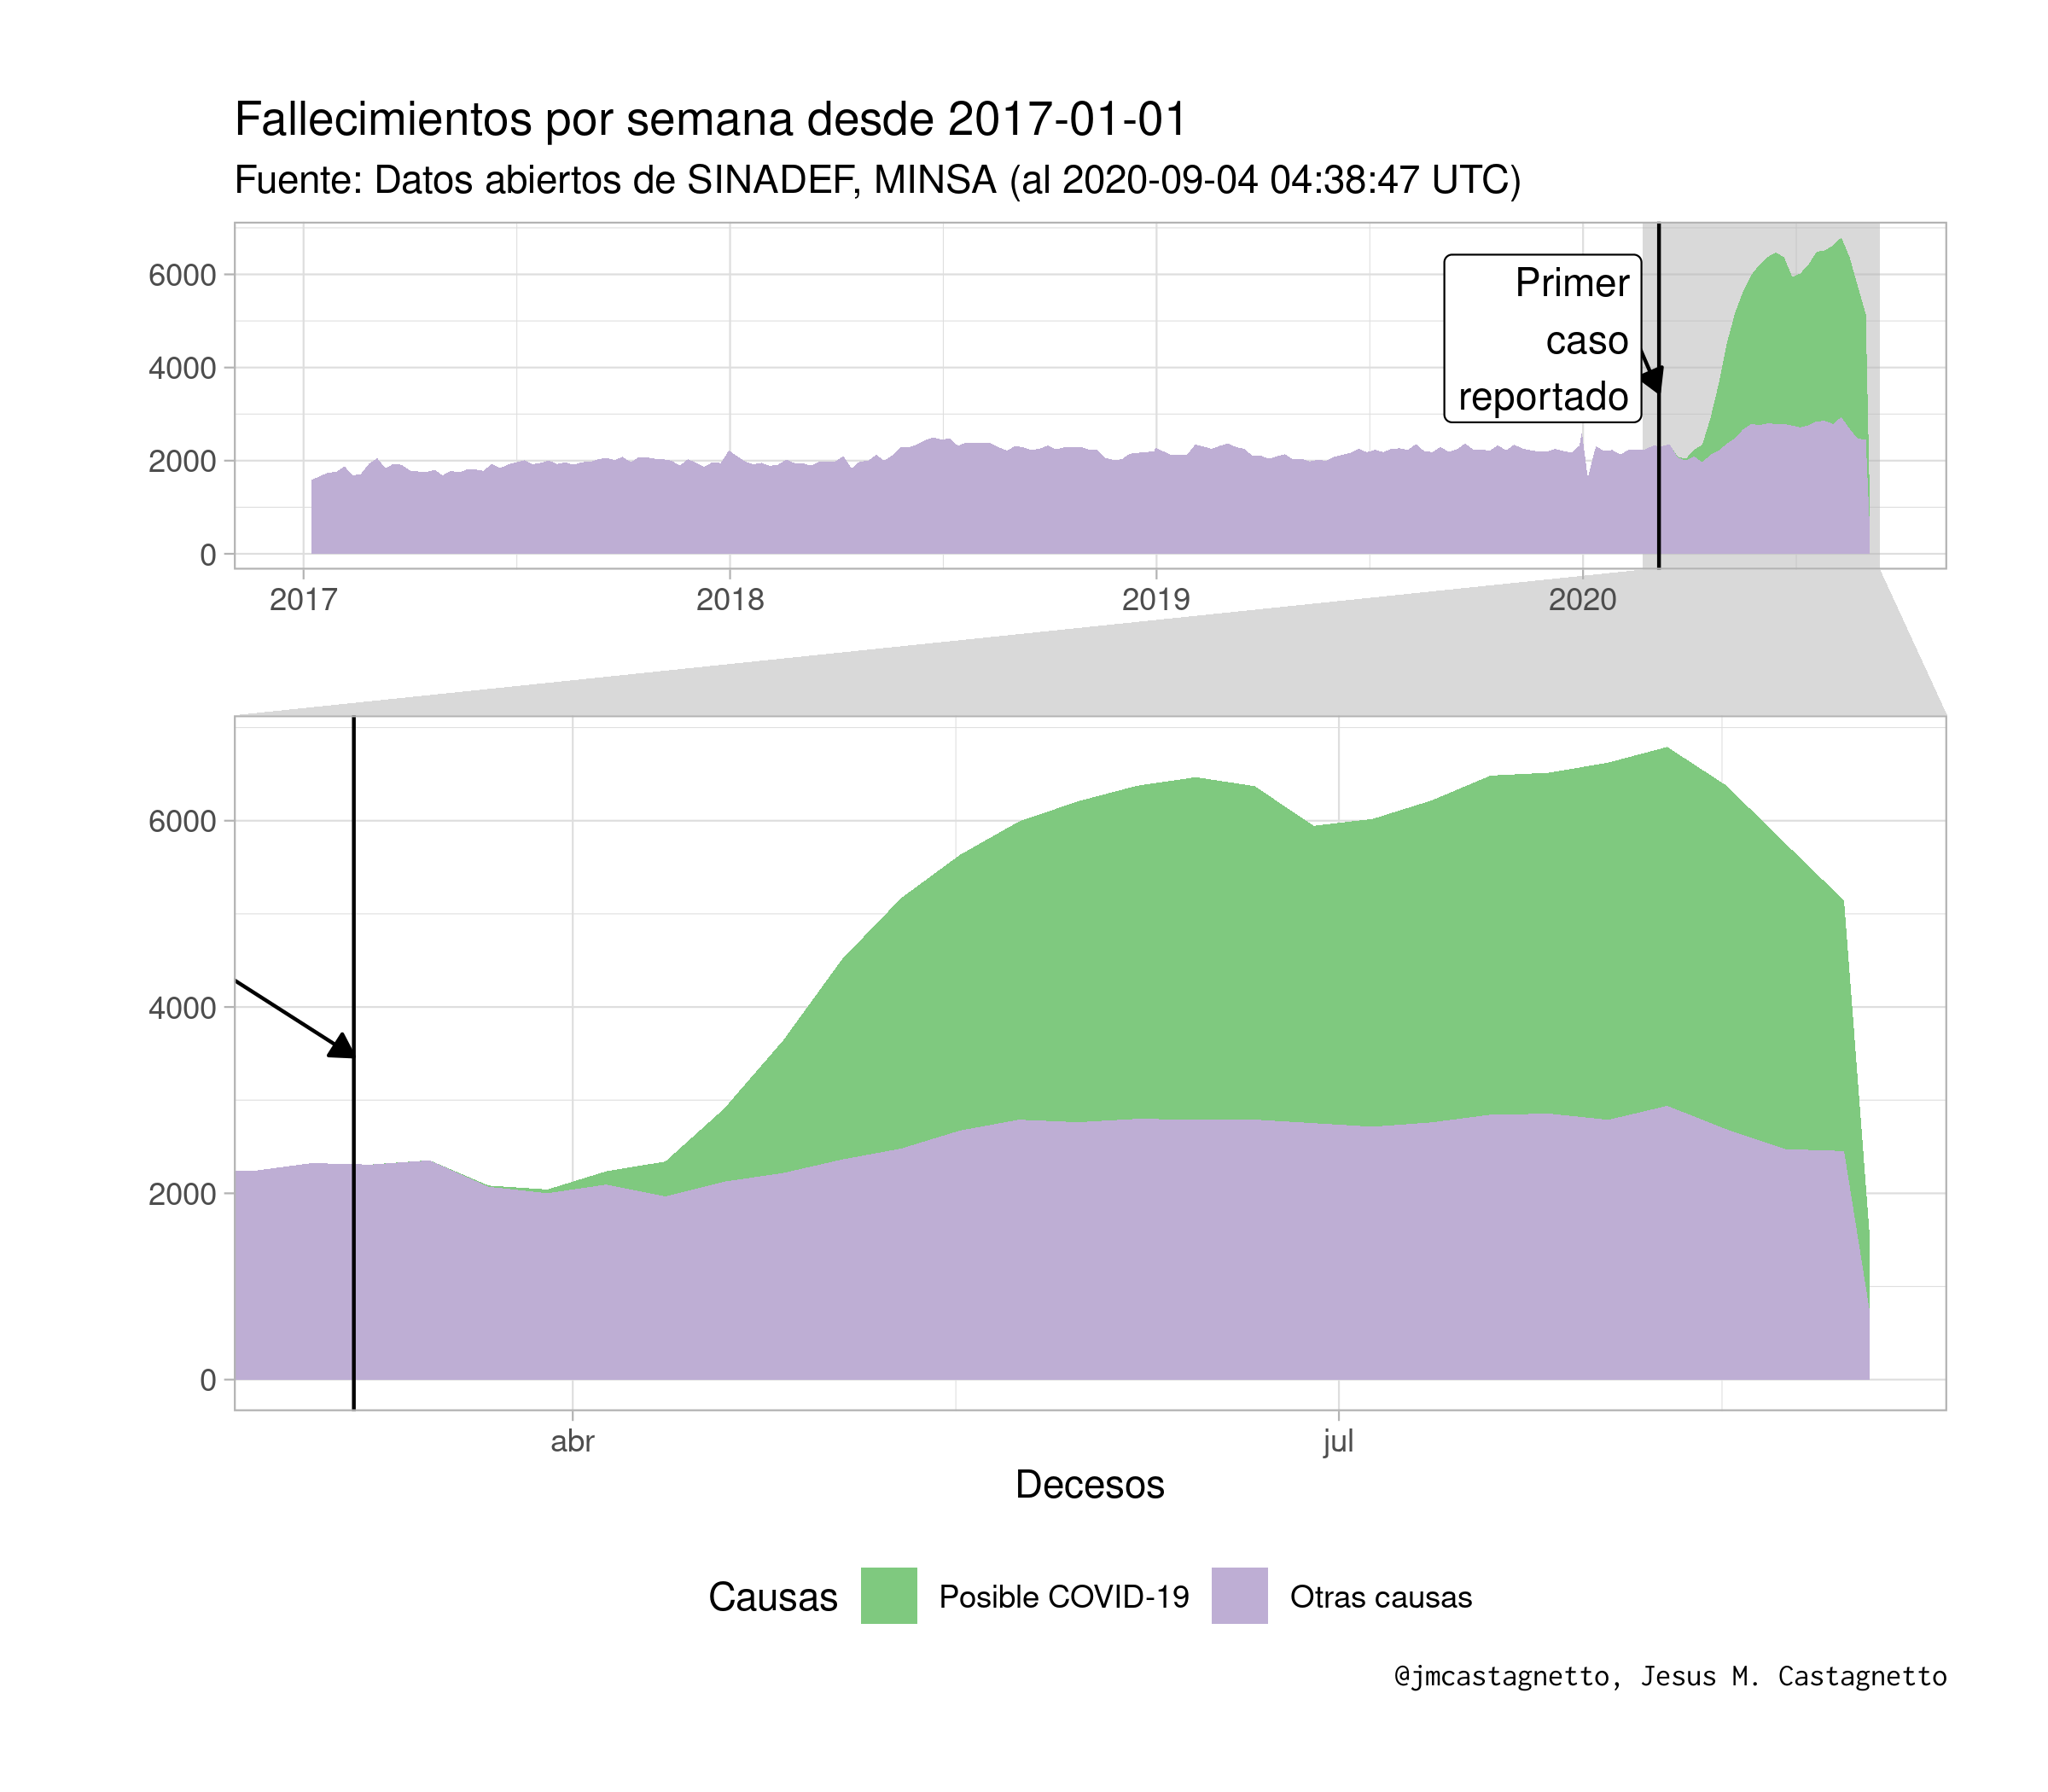 Fallecimientos por semana desde 2017-01-01
Fuente: Datos abiertos de SINADEF, MINSA (al 2020-09-04 04:38:47 UTC)
6000
4000
2000
0
Primer
caso
reportado
2017
2018
2019
2020
6000
4000
2000
0
abr
jul
Decesos
Causas
Posible COVID-19
Otras causas
@jmcastagnetto, Jesus M. Castagnetto